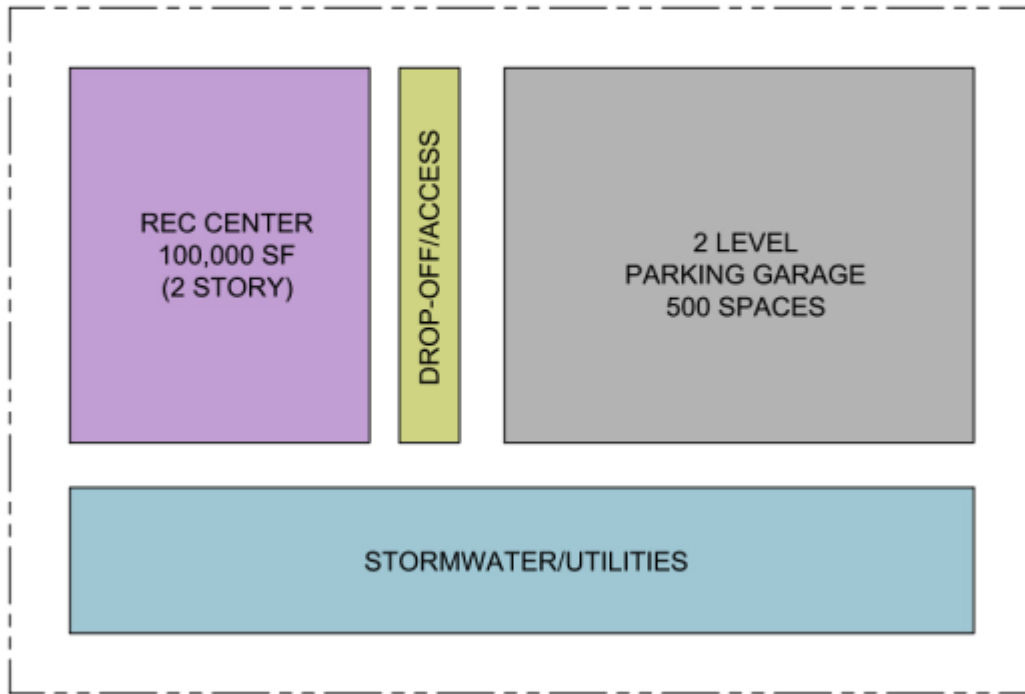 REC CENTER
100,000 SF
(2 STORY)
DROP-OFF/ACCESS
2 LEVEL
PARKING GARAGE
500 SPACES
STORMWATER/UTILITIES